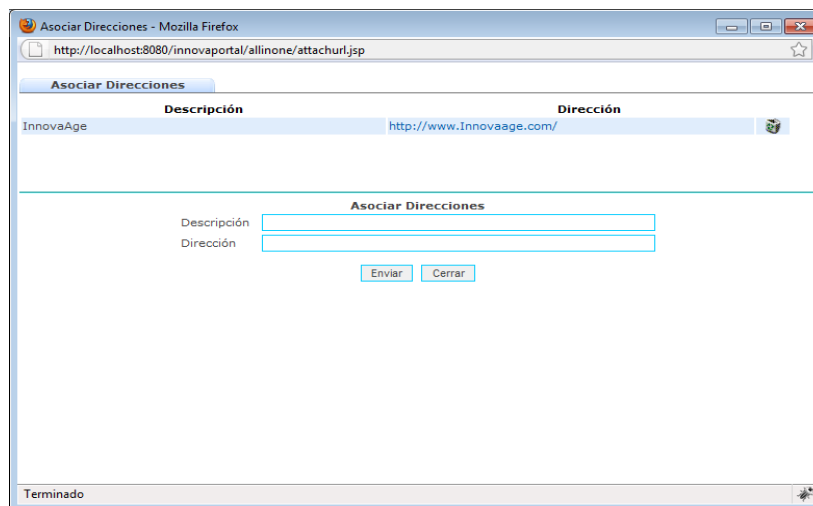 Asociar Direcciones - Mozilla Firefox
http://localhost:8080/innovaportal/allinone/attachurl.jsp
Asociar Direcciones
Descripción Dirección
InnovaAge http://www.Innovaage.com/
Asociar Direcciones
Descripción
Dirección
Enviar Cerrar
Terminado